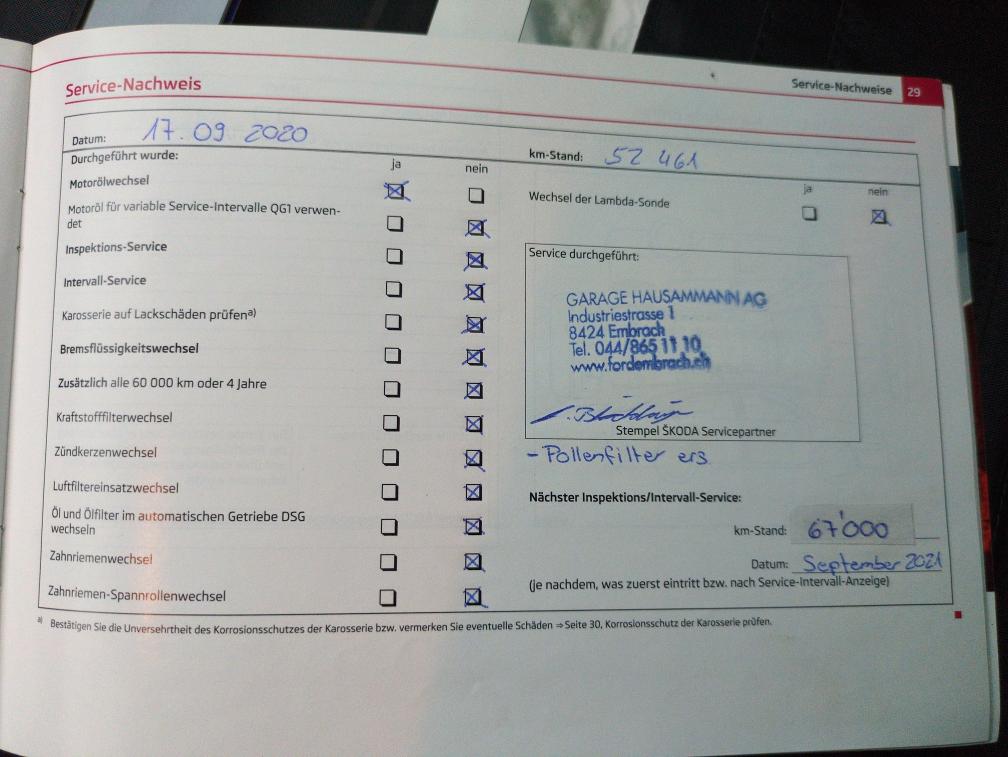 Service-Nachweis
Service-Nachweise 29
Datum: 17.09 2020
km-Stand: 52 461
Durchgeführt wurde:
ja nein
Motorölwechsel
Motoröl für variable Service-Intervalle QG1 verwen-
det
Inspektions-Service
Intervall-Service
Karosserie auf Lackschäden prüfena)
Bremsflüssigkeitswechsel
Zusätzlich alle 60 000 km oder 4 Jahre
Kraftstofffilterwechsel
Zündkerzenwechsel
Luftfiltereinsatzwechsel
Öl und Ölfilter im automatischen Getriebe DSG
wechseln
Zahnriemenwechsel
Zahnriemen-Spannrollenwechsel
ja nein
Wechsel der Lambda-Sonde
Service durchgeführt:
GARAGE HAUSAMMANN AG
Industriestrasse 1
8424 Embrach
Tel. 044/865 11 10
www.fordembrach.ch
Stempel ŠKODA Servicepartner
- Pollenfilter ers.
Nächster Inspektions/Intervall-Service:
km-Stand: 67'000
Datum: September 2021
(je nachdem, was zuerst eintritt bzw. nach Service-Intervall-Anzeige)
a) Bestätigen Sie die Unversehrtheit des Korrosionsschutzes der Karosserie bzw. vermerken Sie eventuelle Schäden ⇒ Seite 30, Korrosionsschutz der Karosserie prüfen.